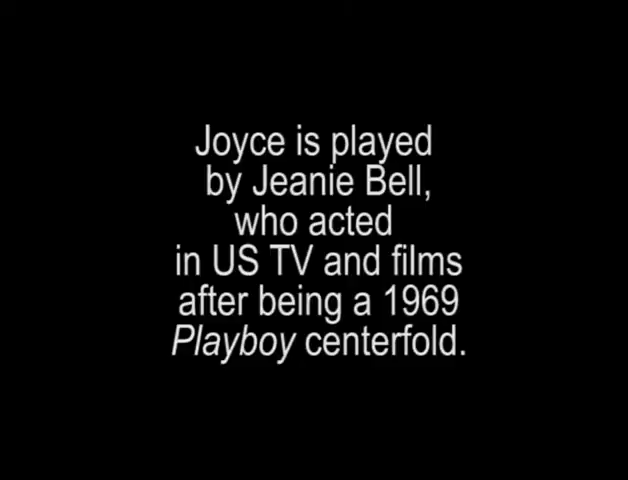 Joyce is played
by Jeanie Bell,
who acted
in US TV and films
after being a 1969
Playboy centerfold.